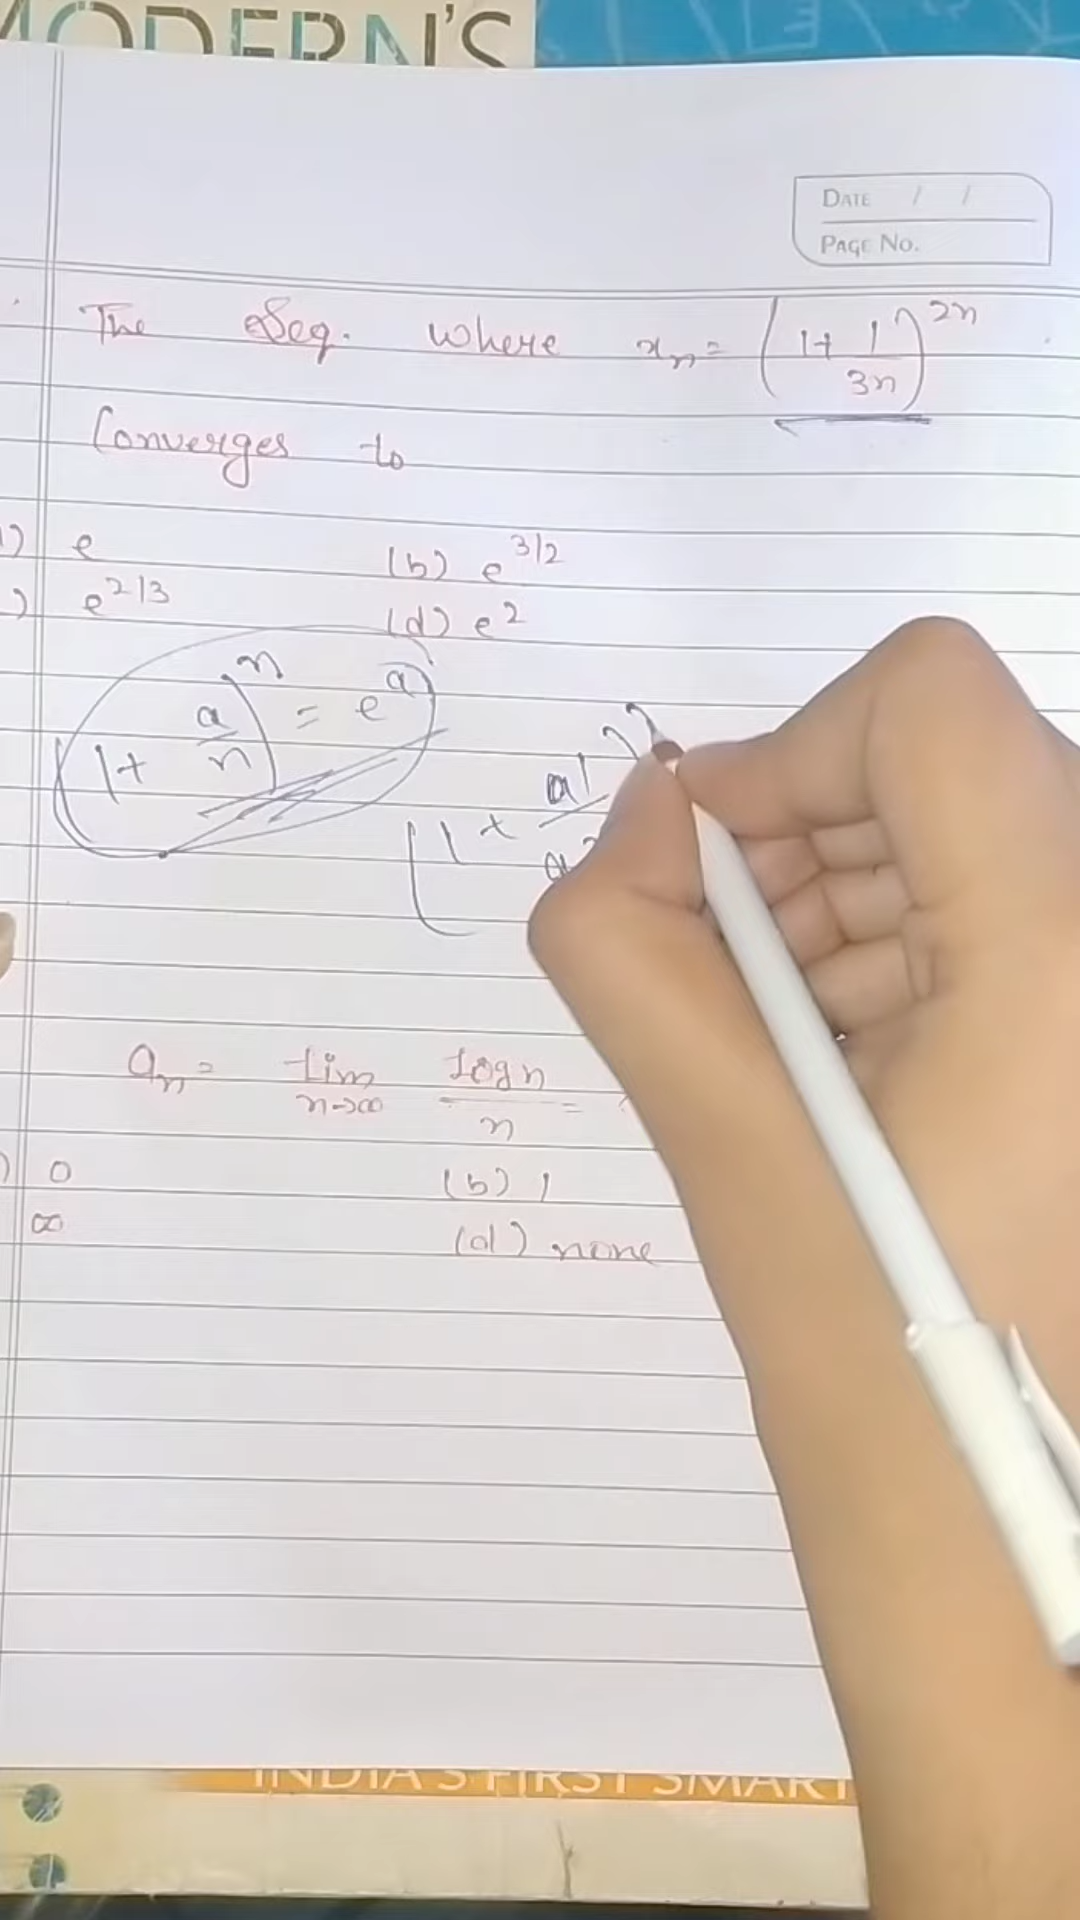 MODERN'S
DATE / /
PAGE NO.
The Seq. where xₙ = (1 + 1/3n)^2n
Converges to
) e (b) e^3/2
) e^2/3 (d) e^2
(1 + a/n)^n = e^a
aₙ = Lim n→∞ Log n / n =
) 0 (b) 1
∞ (d) none
INDIA'S FIRST SMART